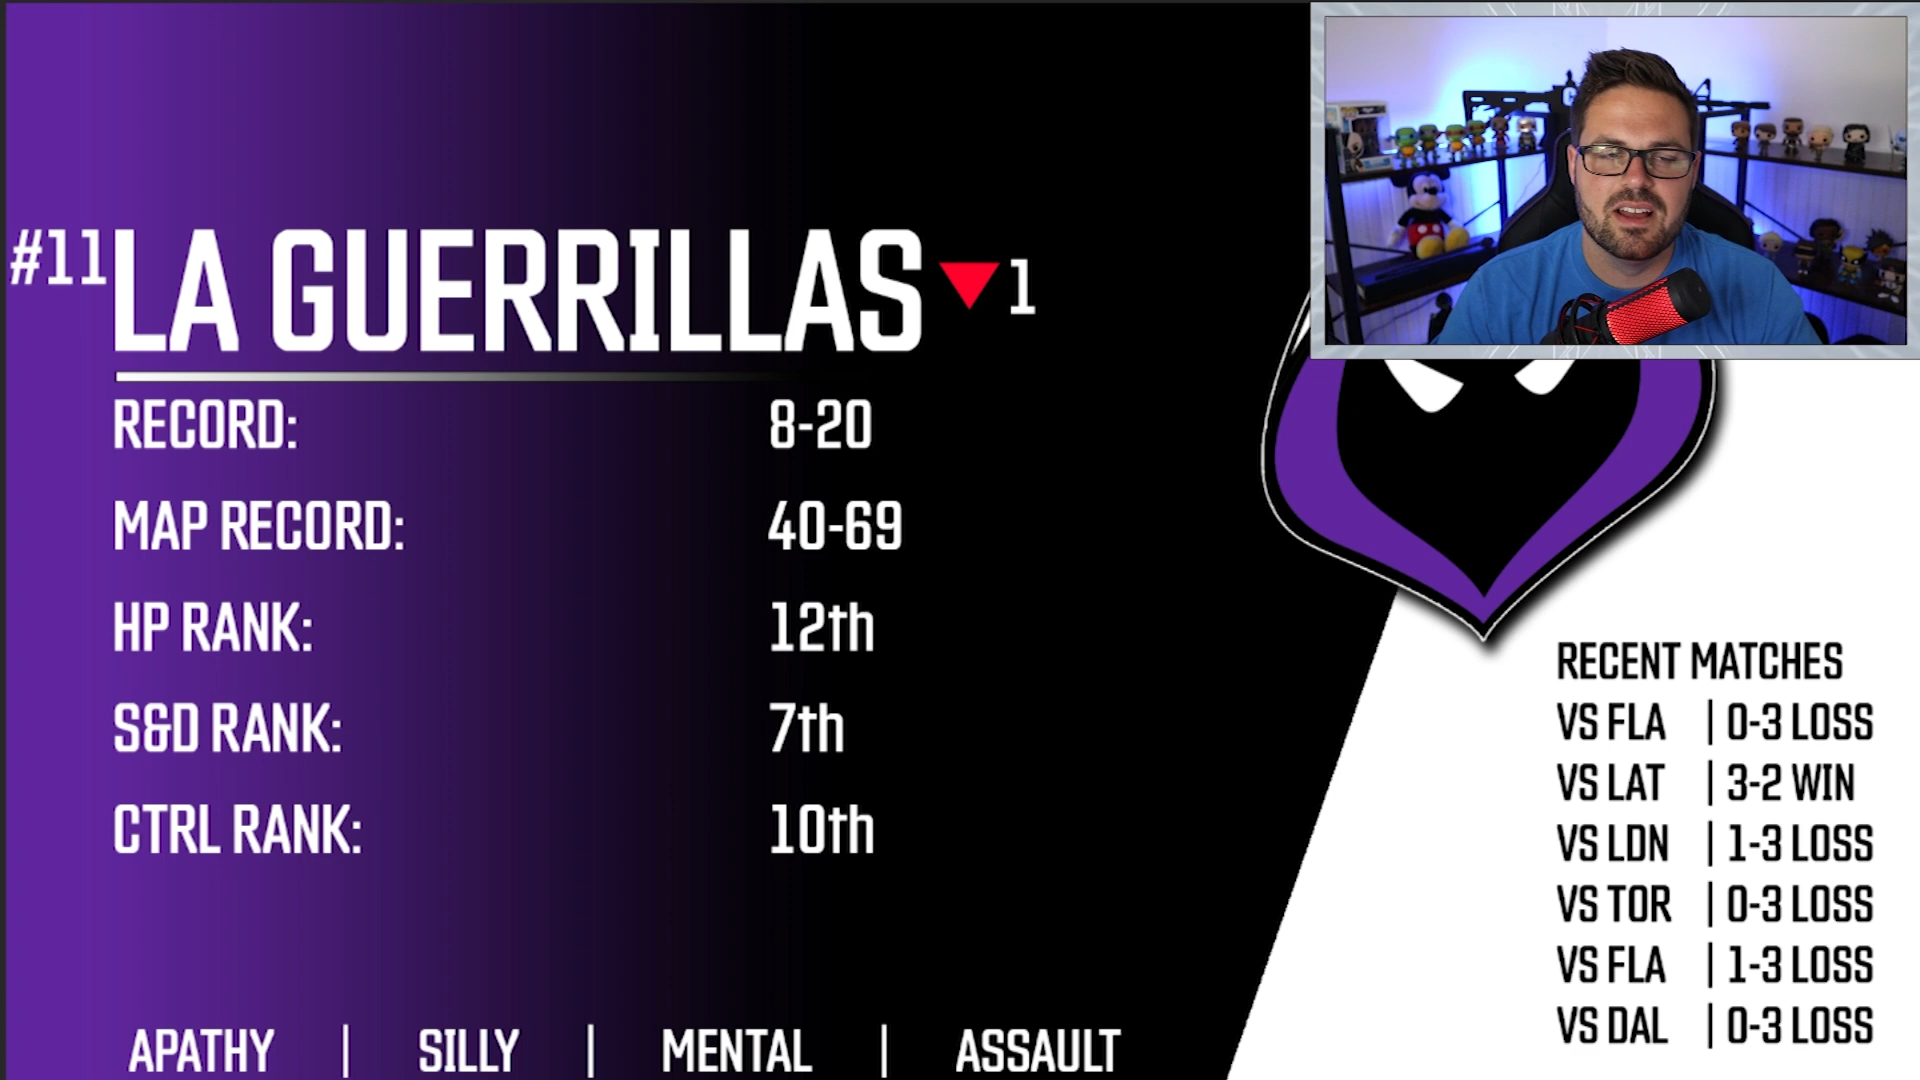 #11 LA GUERRILLAS 1
RECORD: 8-20
MAP RECORD: 40-69
HP RANK: 12th
S&D RANK: 7th
CTRL RANK: 10th
APATHY | SILLY | MENTAL | ASSAULT
RECENT MATCHES
VS FLA | 0-3 LOSS
VS LAT | 3-2 WIN
VS LDN | 1-3 LOSS
VS TOR | 0-3 LOSS
VS FLA | 1-3 LOSS
VS DAL | 0-3 LOSS